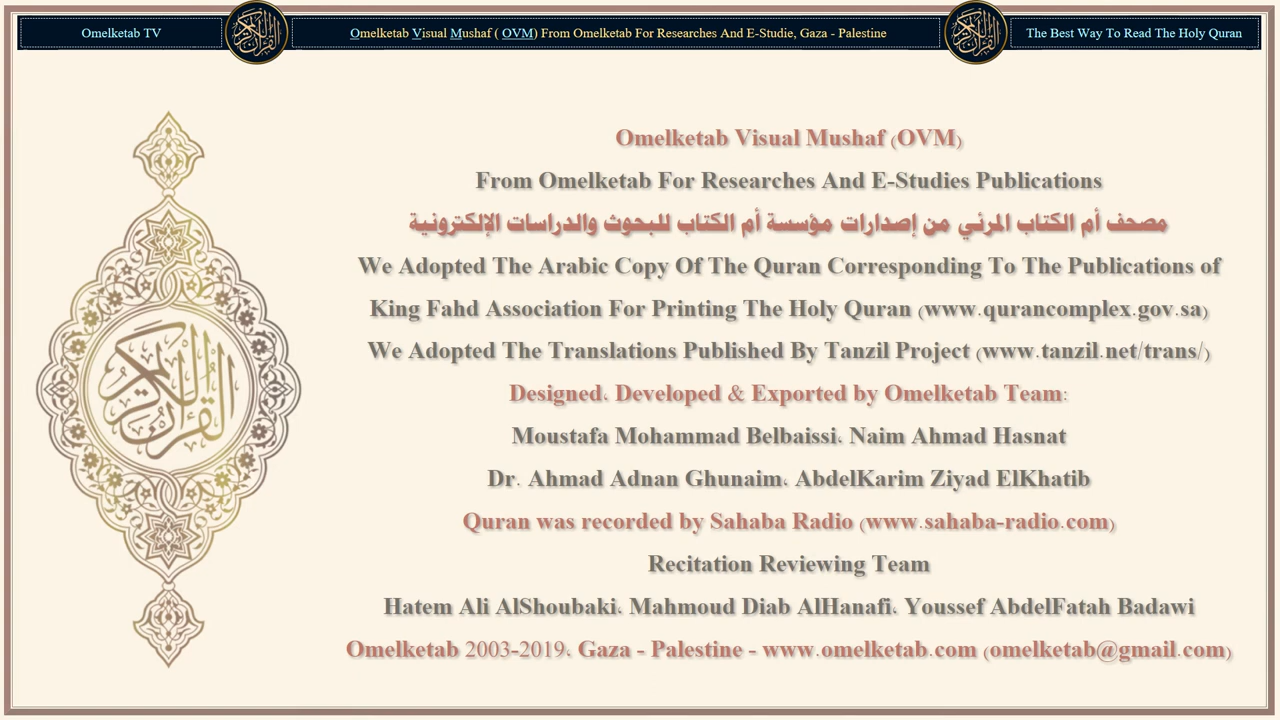 Omelketab TV
Omelketab Visual Mushaf ( OVM) From Omelketab For Researches And E-Studie, Gaza - Palestine
The Best Way To Read The Holy Quran
القرآن الكريم
Omelketab Visual Mushaf (OVM)
From Omelketab For Researches And E-Studies Publications
مصحف أم الكتاب المرئي من إصدارات مؤسسة أم الكتاب للبحوث والدراسات الإلكترونية
We Adopted The Arabic Copy Of The Quran Corresponding To The Publications of
King Fahd Association For Printing The Holy Quran (www.qurancomplex.gov.sa)
We Adopted The Translations Published By Tanzil Project (www.tanzil.net/trans/)
Designed، Developed & Exported by Omelketab Team:
Moustafa Mohammad Belbaissi، Naim Ahmad Hasnat
Dr. Ahmad Adnan Ghunaim، AbdelKarim Ziyad ElKhatib
Quran was recorded by Sahaba Radio (www.sahaba-radio.com)
Recitation Reviewing Team
Hatem Ali AlShoubaki، Mahmoud Diab AlHanafi، Youssef AbdelFatah Badawi
Omelketab 2003-2019، Gaza - Palestine - www.omelketab.com (omelketab@gmail.com)